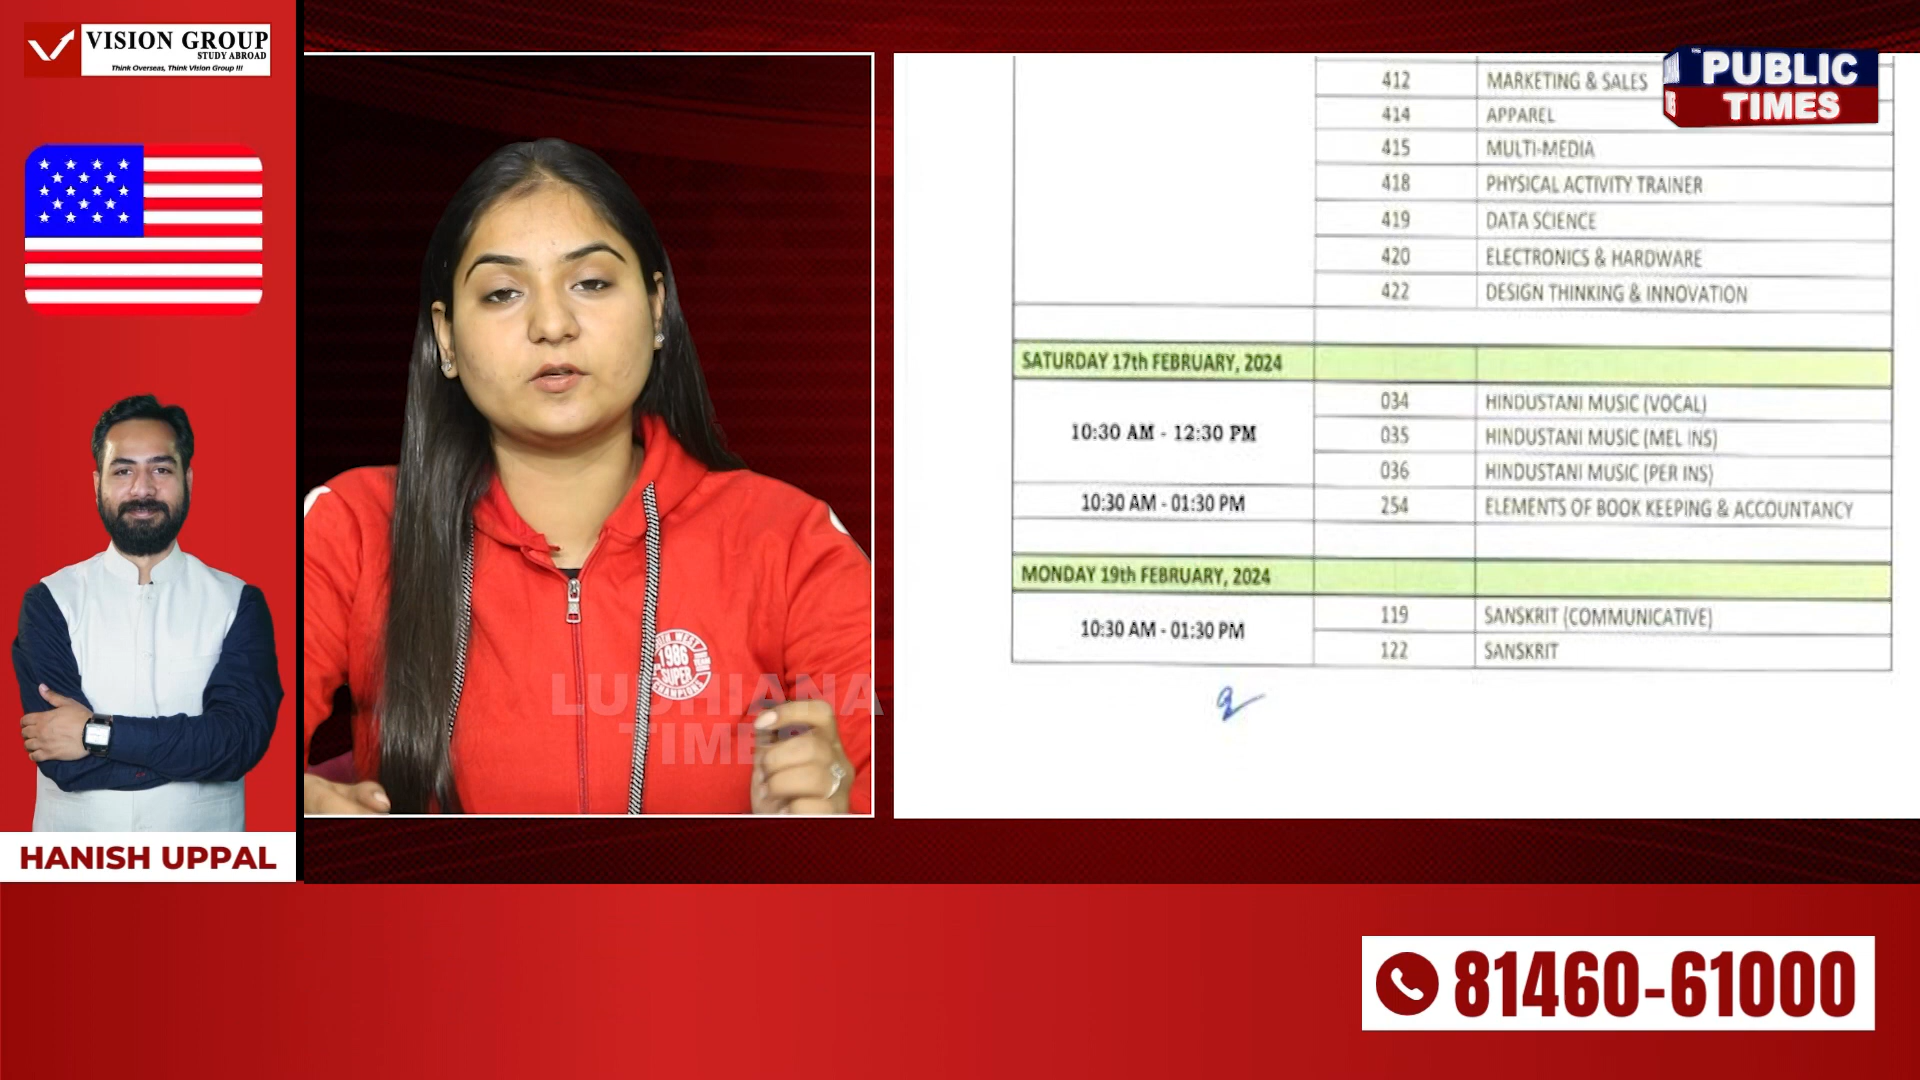 VISION GROUP
STUDY ABROAD
Think Overseas, Think Vision Group !!!
HANISH UPPAL
1986
SUPER
CHAMPIONS
LUDHIANA
TIMES
PUBLIC
TIMES
412 MARKETING & SALES
414 APPAREL
415 MULTI-MEDIA
418 PHYSICAL ACTIVITY TRAINER
419 DATA SCIENCE
420 ELECTRONICS & HARDWARE
422 DESIGN THINKING & INNOVATION
SATURDAY 17th FEBRUARY, 2024
10:30 AM - 12:30 PM
034 HINDUSTANI MUSIC (VOCAL)
035 HINDUSTANI MUSIC (MEL INS)
036 HINDUSTANI MUSIC (PER INS)
10:30 AM - 01:30 PM 254 ELEMENTS OF BOOK KEEPING & ACCOUNTANCY
MONDAY 19th FEBRUARY, 2024
10:30 AM - 01:30 PM
119 SANSKRIT (COMMUNICATIVE)
122 SANSKRIT
81460-61000